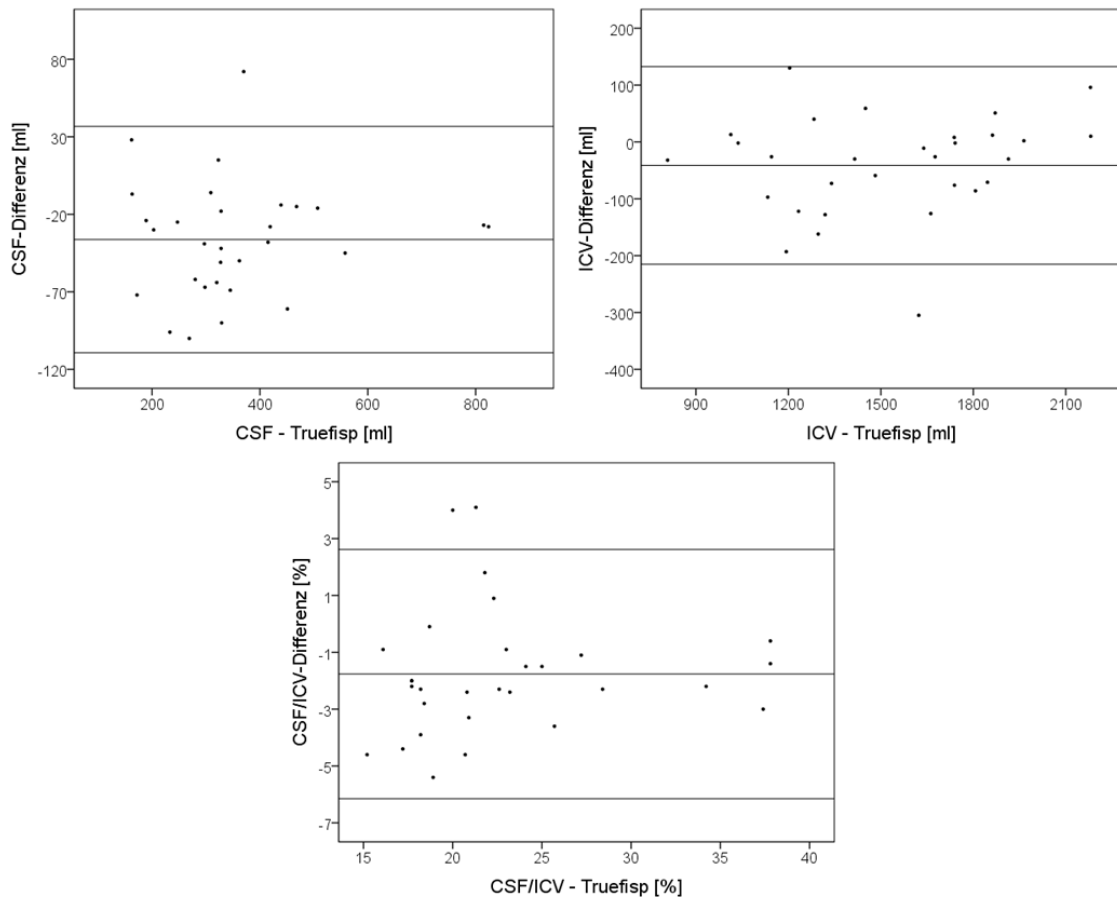 80
30
-20
-70
-120
CSF-Differenz [ml]
200 400 600 800
CSF - Truefisp [ml]
200
100
0
-100
-200
-300
-400
ICV-Differenz [ml]
900 1200 1500 1800 2100
ICV - Truefisp [ml]
5
3
1
-1
-3
-5
-7
CSF/ICV-Differenz [%]
15 20 25 30 35 40
CSF/ICV - Truefisp [%]